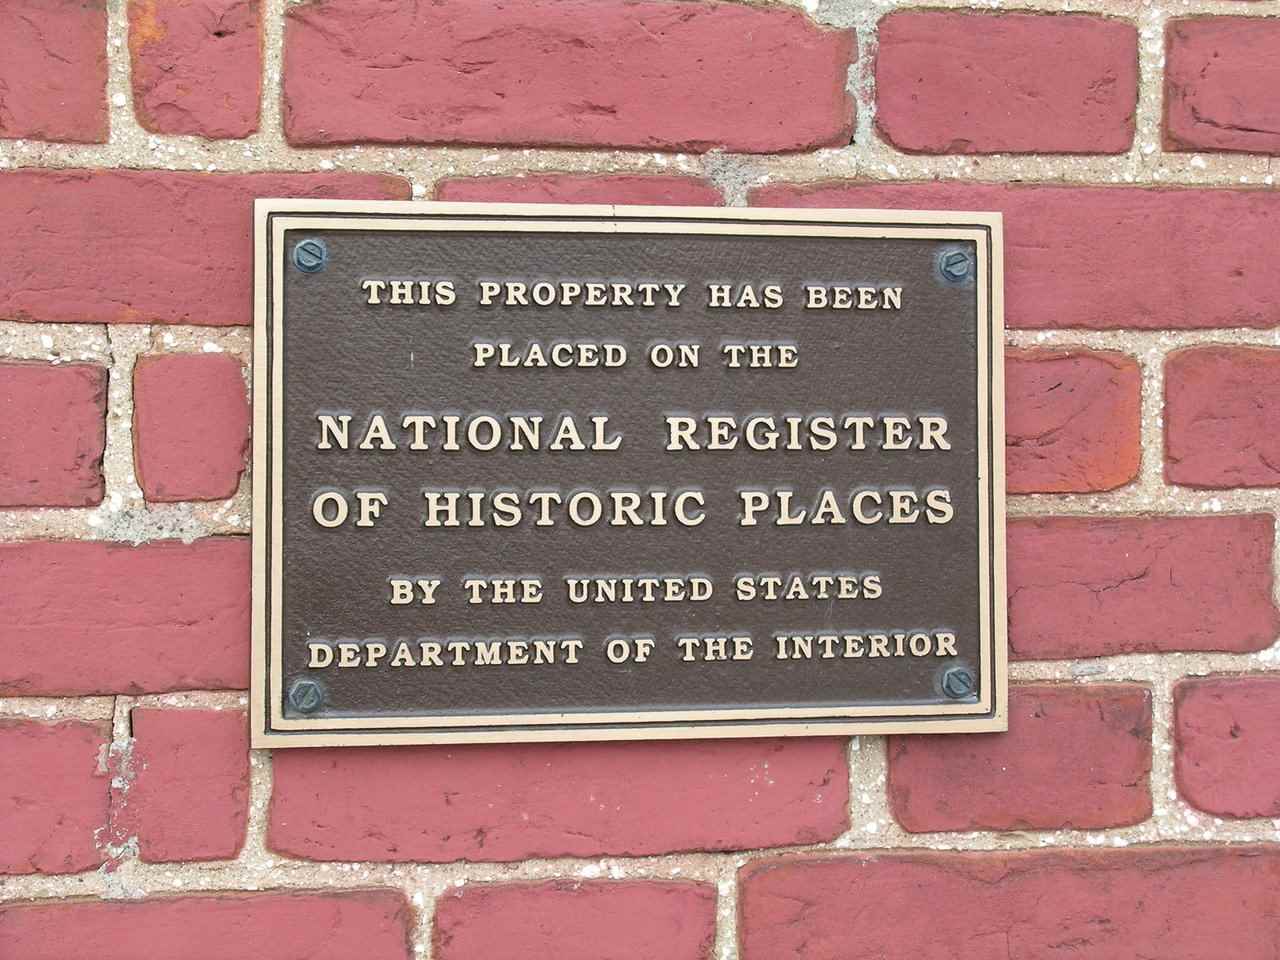 THIS PROPERTY HAS BEEN
PLACED ON THE
NATIONAL REGISTER
OF HISTORIC PLACES
BY THE UNITED STATES
DEPARTMENT OF THE INTERIOR